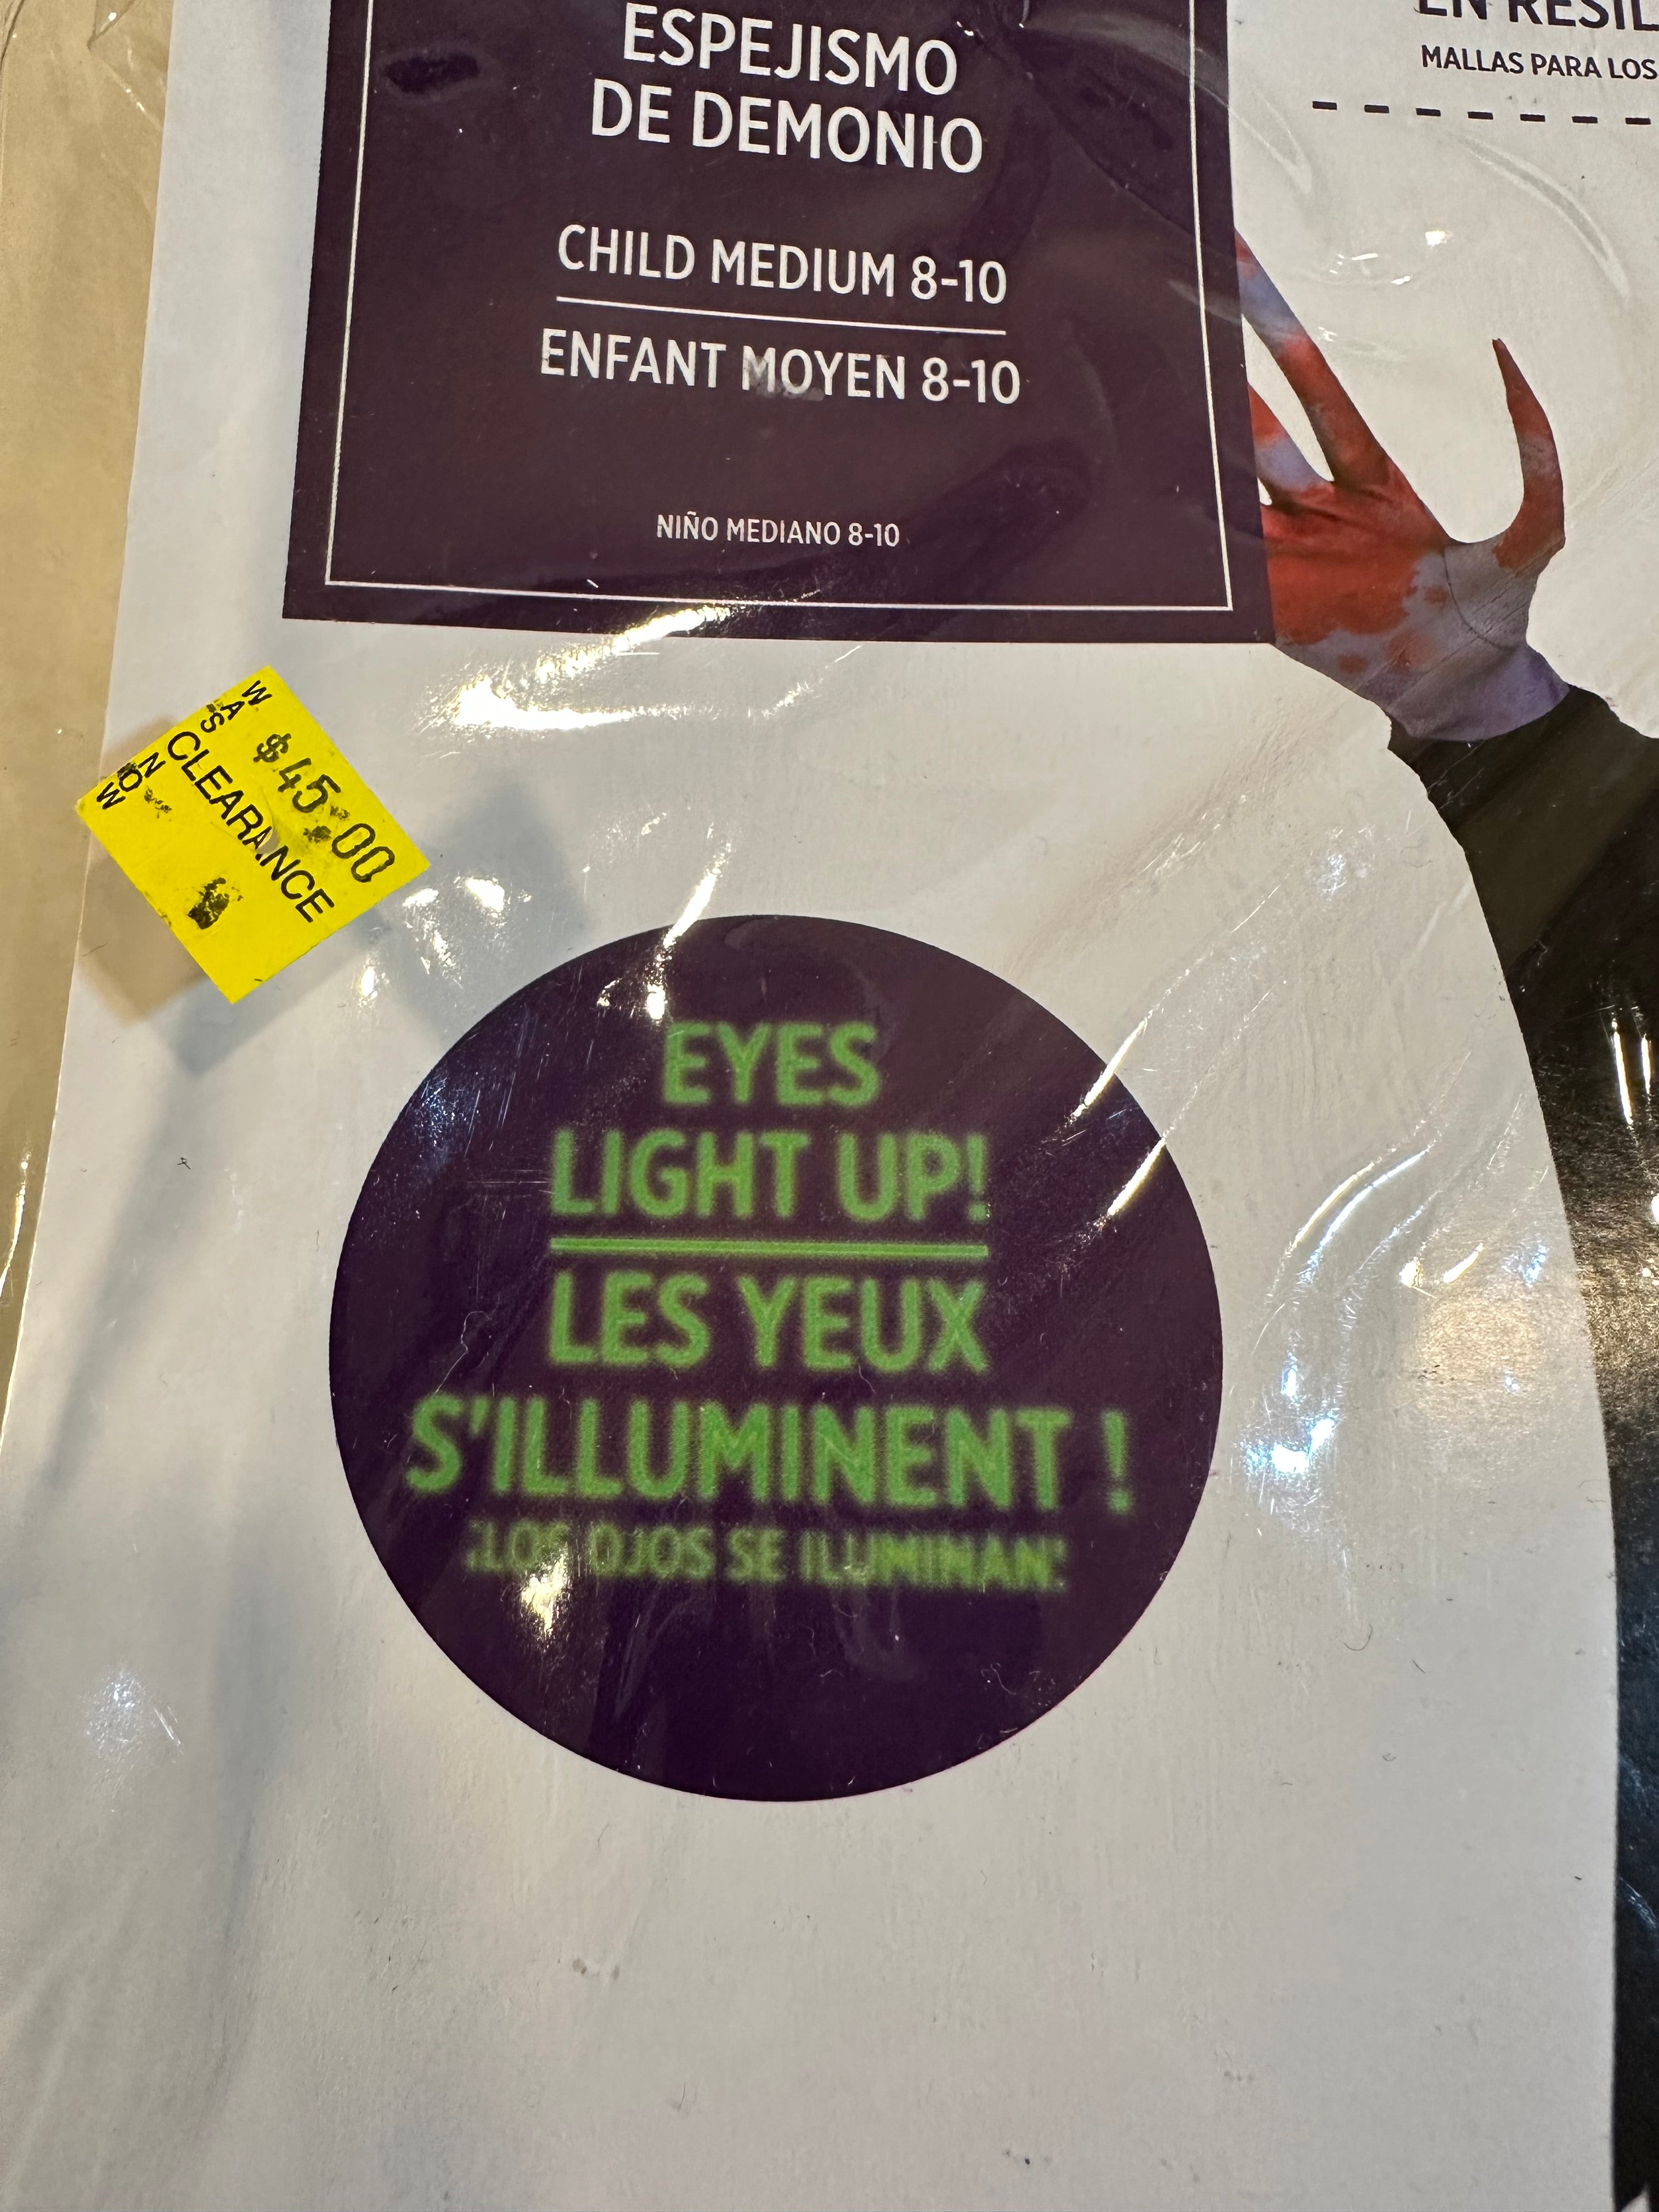 ESPEJISMO
DE DEMONIO
CHILD MEDIUM 8-10
ENFANT MOYEN 8-10
NIÑO MEDIANO 8-10
EN RESIL
MALLAS PARA LOS
WAS
$45.00
CLEARANCE
NOW
EYES
LIGHT UP!
LES YEUX
S'ILLUMINENT !
¡LOS OJOS SE ILUMINAN!